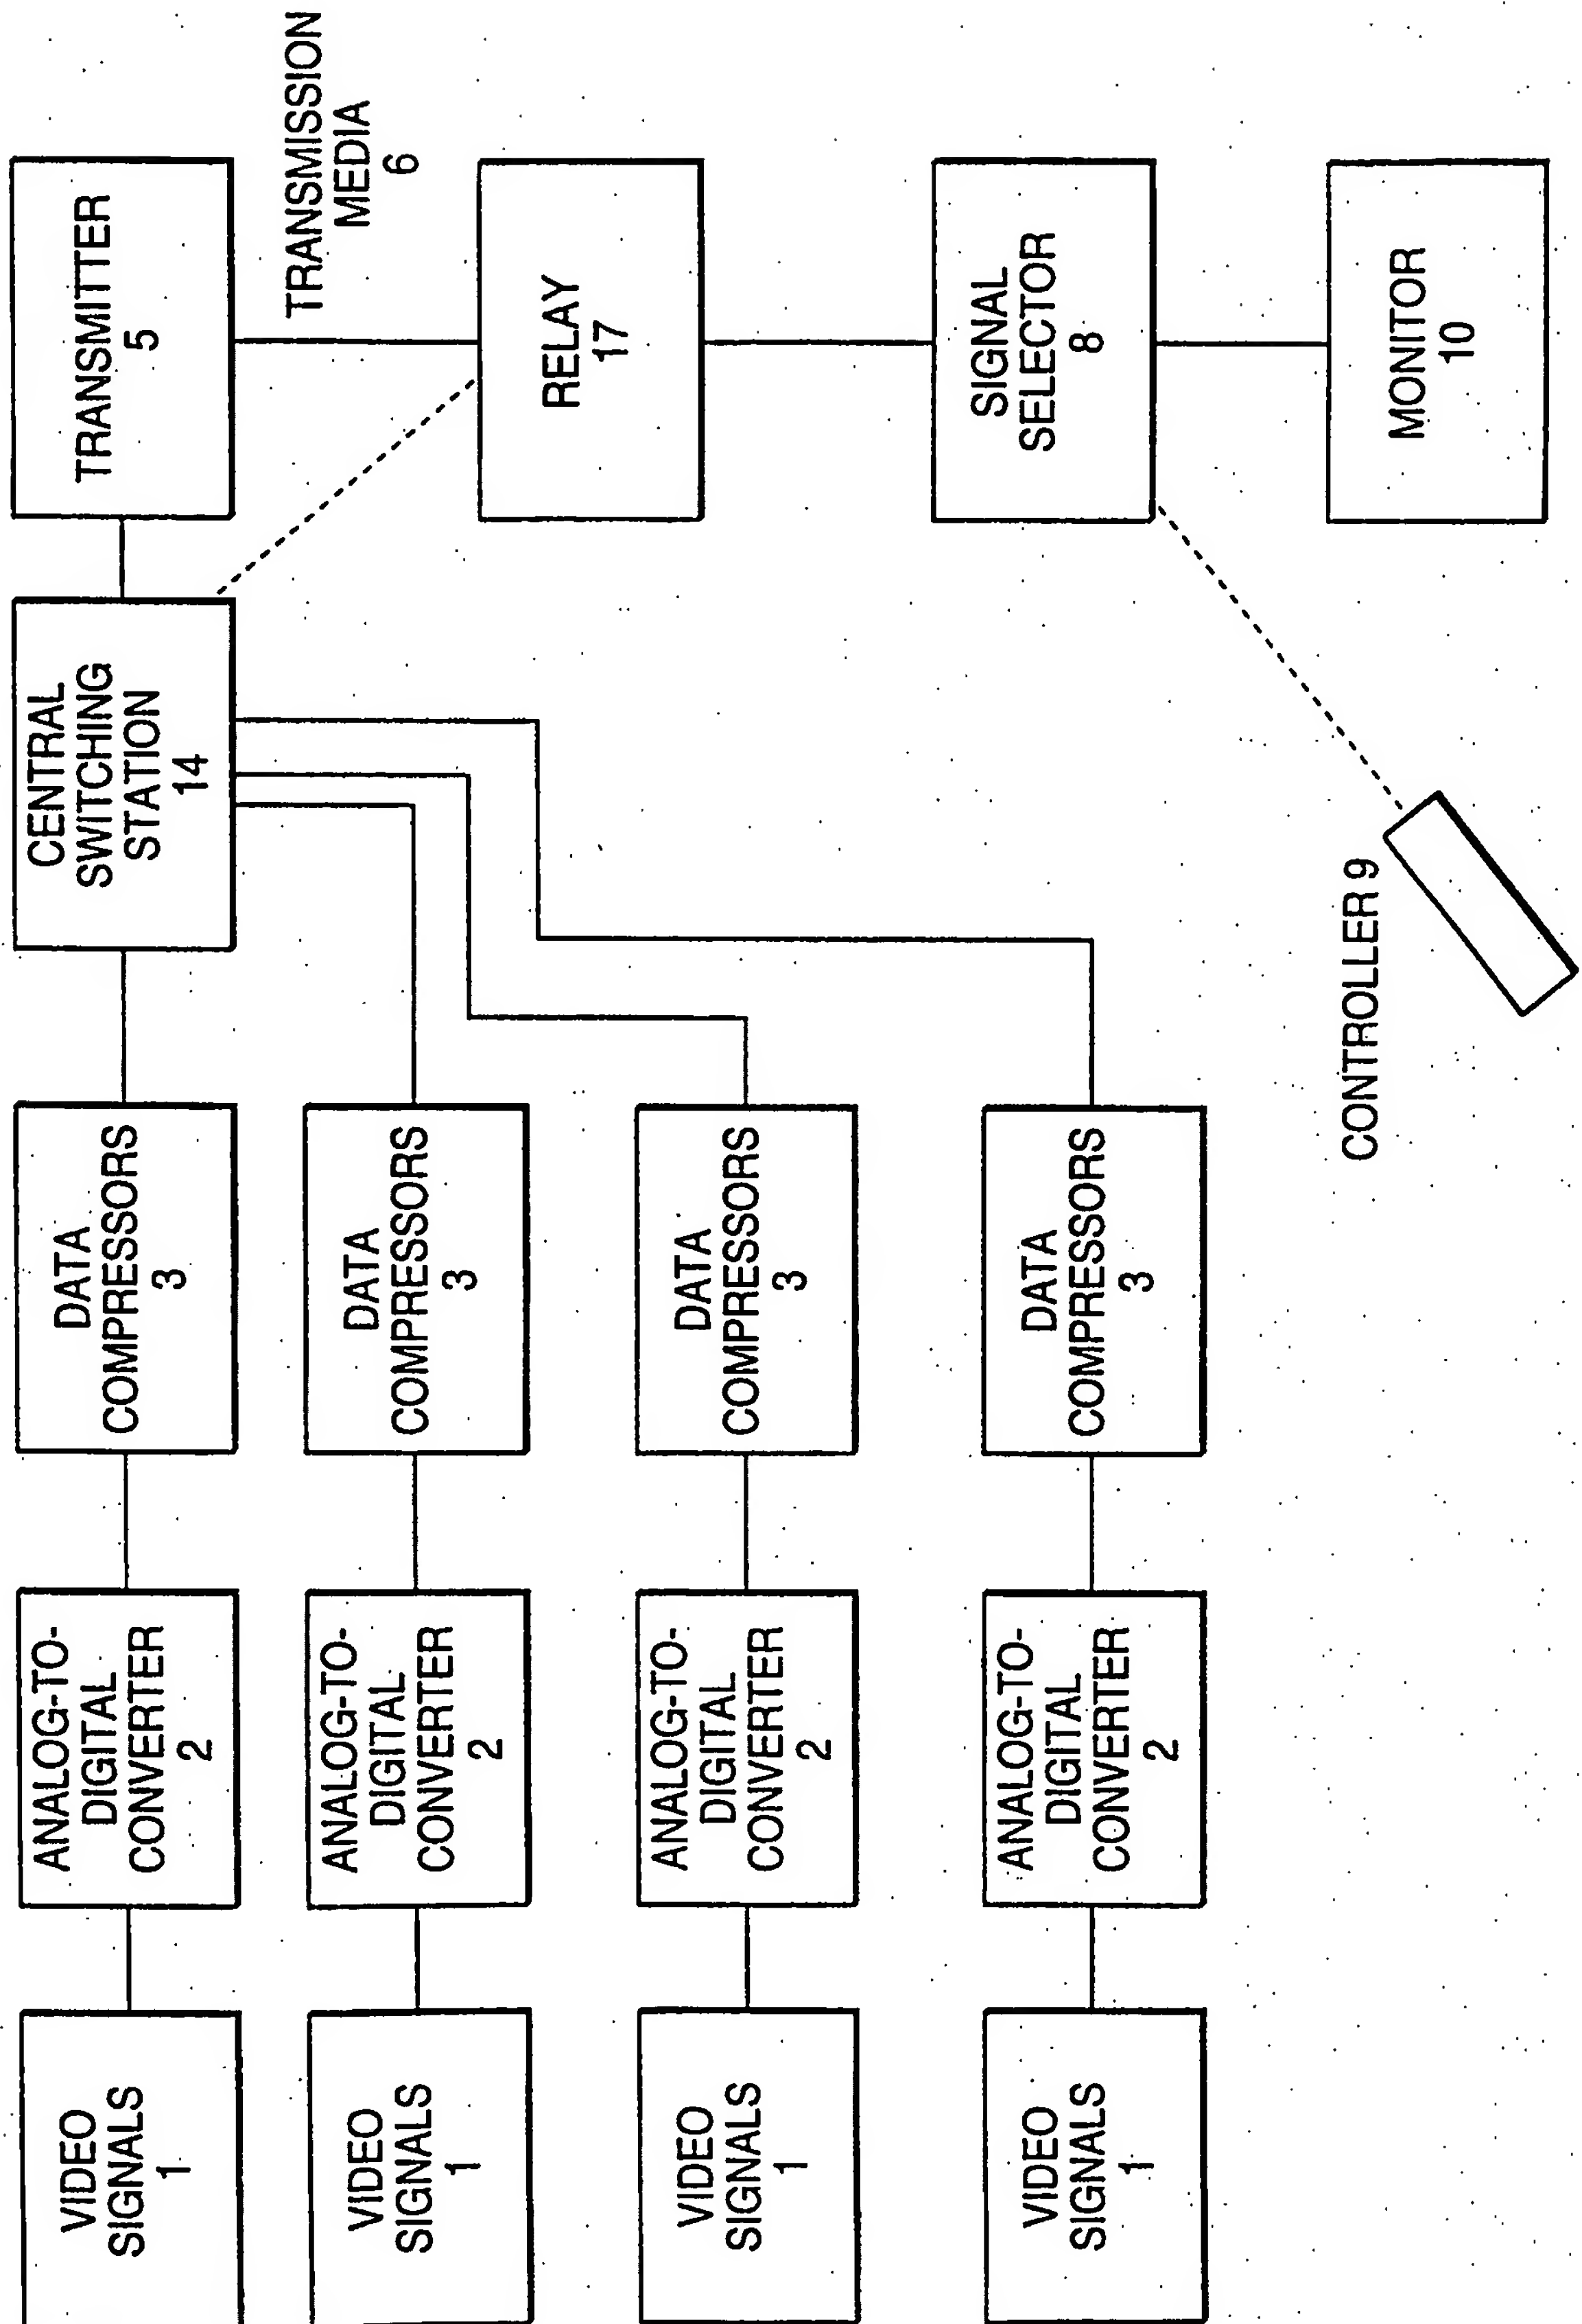 VIDEO
SIGNALS
1
ANALOG-TO-
DIGITAL
CONVERTER
2
DATA
COMPRESSORS
3
CENTRAL
SWITCHING
STATION
14
TRANSMITTER
5
VIDEO
SIGNALS
1
ANALOG-TO-
DIGITAL
CONVERTER
2
DATA
COMPRESSORS
3
TRANSMISSION
MEDIA
6
VIDEO
SIGNALS
1
ANALOG-TO-
DIGITAL
CONVERTER
2
DATA
COMPRESSORS
3
RELAY
17
VIDEO
SIGNALS
1
ANALOG-TO-
DIGITAL
CONVERTER
2
DATA
COMPRESSORS
3
SIGNAL
SELECTOR
8
CONTROLLER 9
MONITOR
10